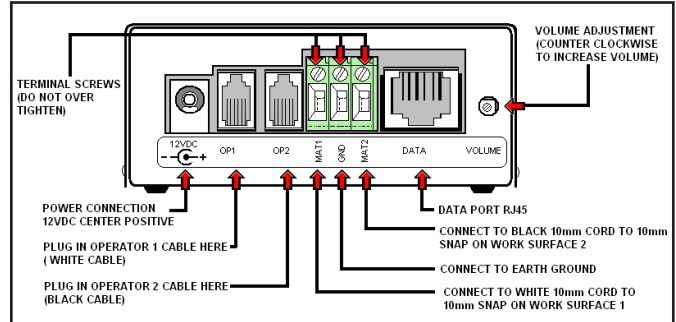 TERMINAL SCREWS
(DO NOT OVER
TIGHTEN)
VOLUME ADJUSTMENT
(COUNTER CLOCKWISE
TO INCREASE VOLUME)
12VDC
- +
OP1
OP2
MAT1
GND
MAT2
DATA
VOLUME
POWER CONNECTION
12VDC CENTER POSITIVE
PLUG IN OPERATOR 1 CABLE HERE
( WHITE CABLE)
PLUG IN OPERATOR 2 CABLE HERE
(BLACK CABLE)
DATA PORT RJ45
CONNECT TO BLACK 10mm CORD TO 10mm
SNAP ON WORK SURFACE 2
CONNECT TO EARTH GROUND
CONNECT TO WHITE 10mm CORD TO
10mm SNAP ON WORK SURFACE 1